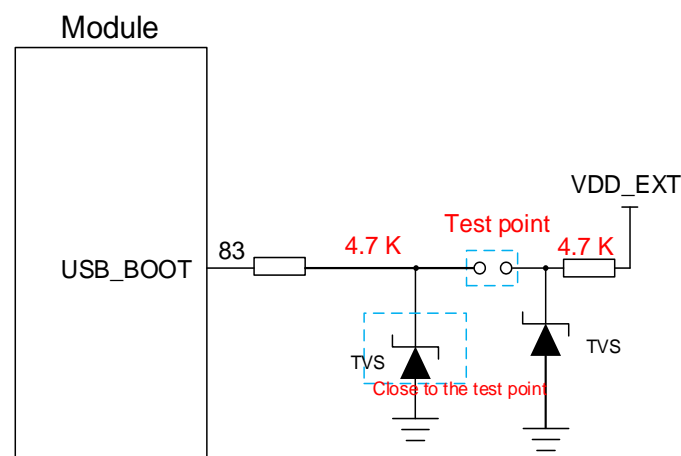 Module
VDD_EXT
Test point
83
4.7 K
4.7 K
USB_BOOT
TVS
TVS
Close to the test point